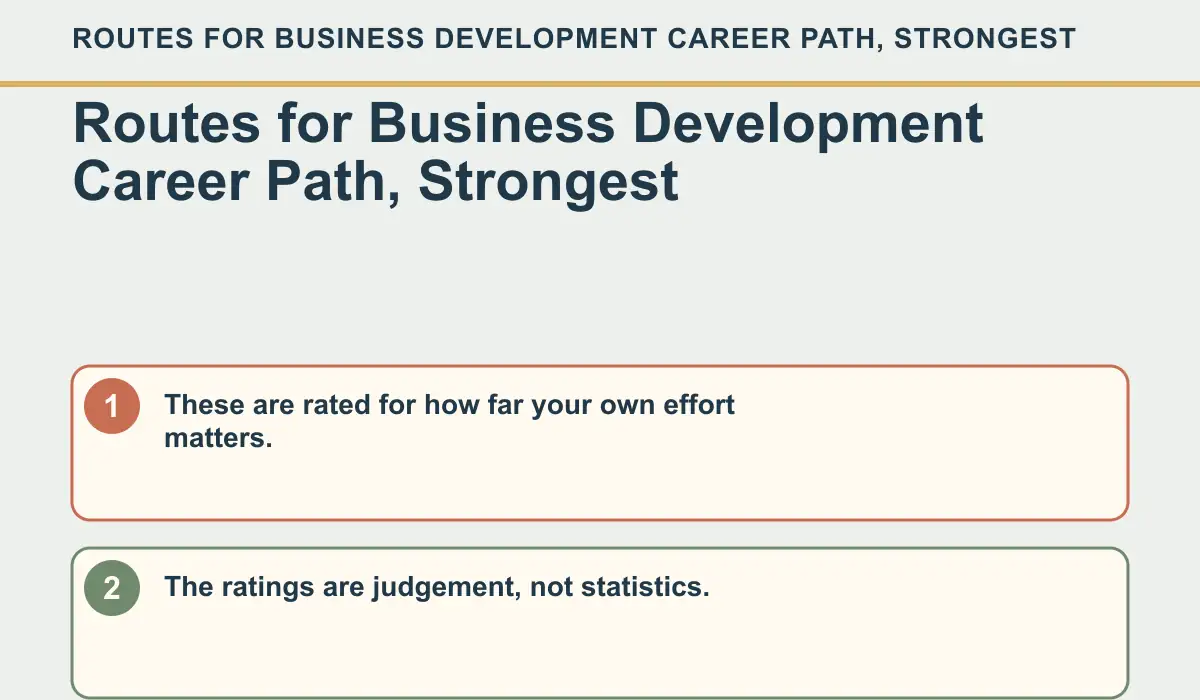 ROUTES FOR BUSINESS DEVELOPMENT CAREER PATH, STRONGEST
Routes for Business Development
Career Path, Strongest
1
These are rated for how far your own effort
matters.
2
The ratings are judgement, not statistics.